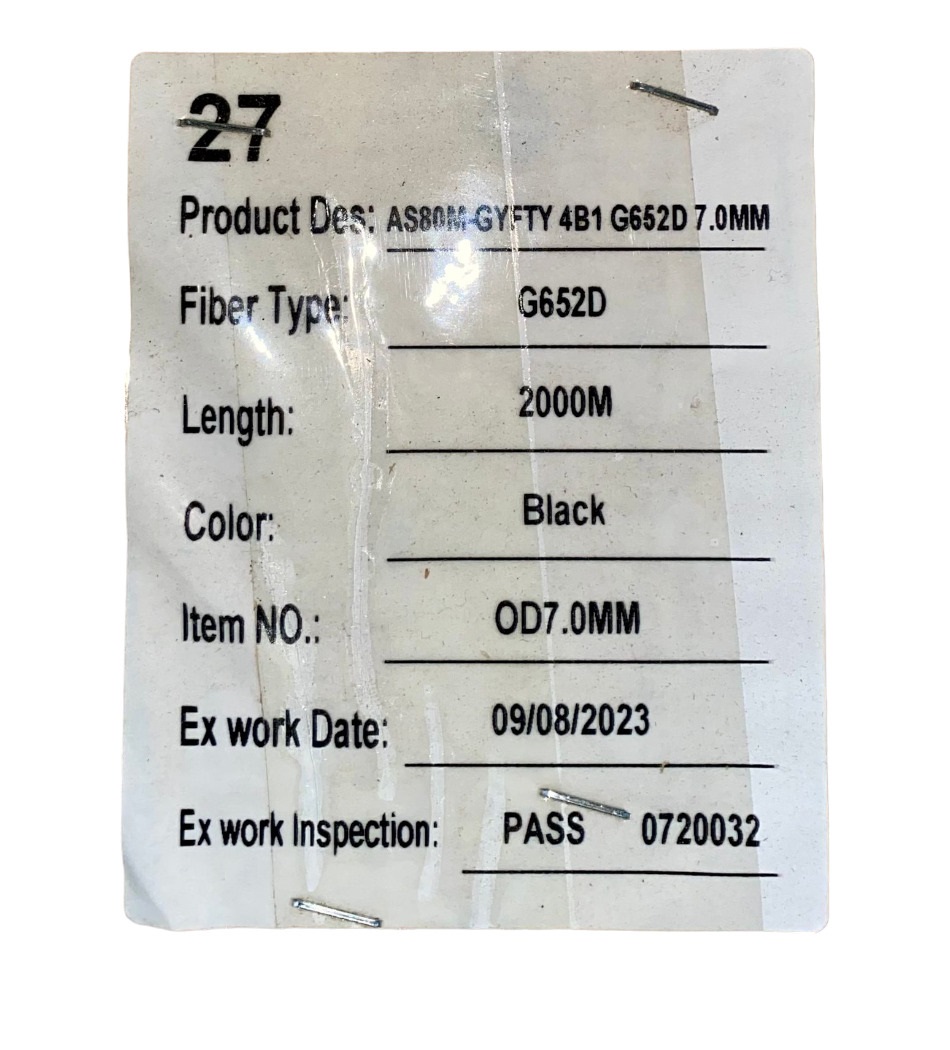 27
Product Des: AS80M-GYFTY 4B1 G652D 7.0MM
Fiber Type: G652D
Length: 2000M
Color: Black
Item NO.: OD7.0MM
Ex work Date: 09/08/2023
Ex work Inspection: PASS 0720032